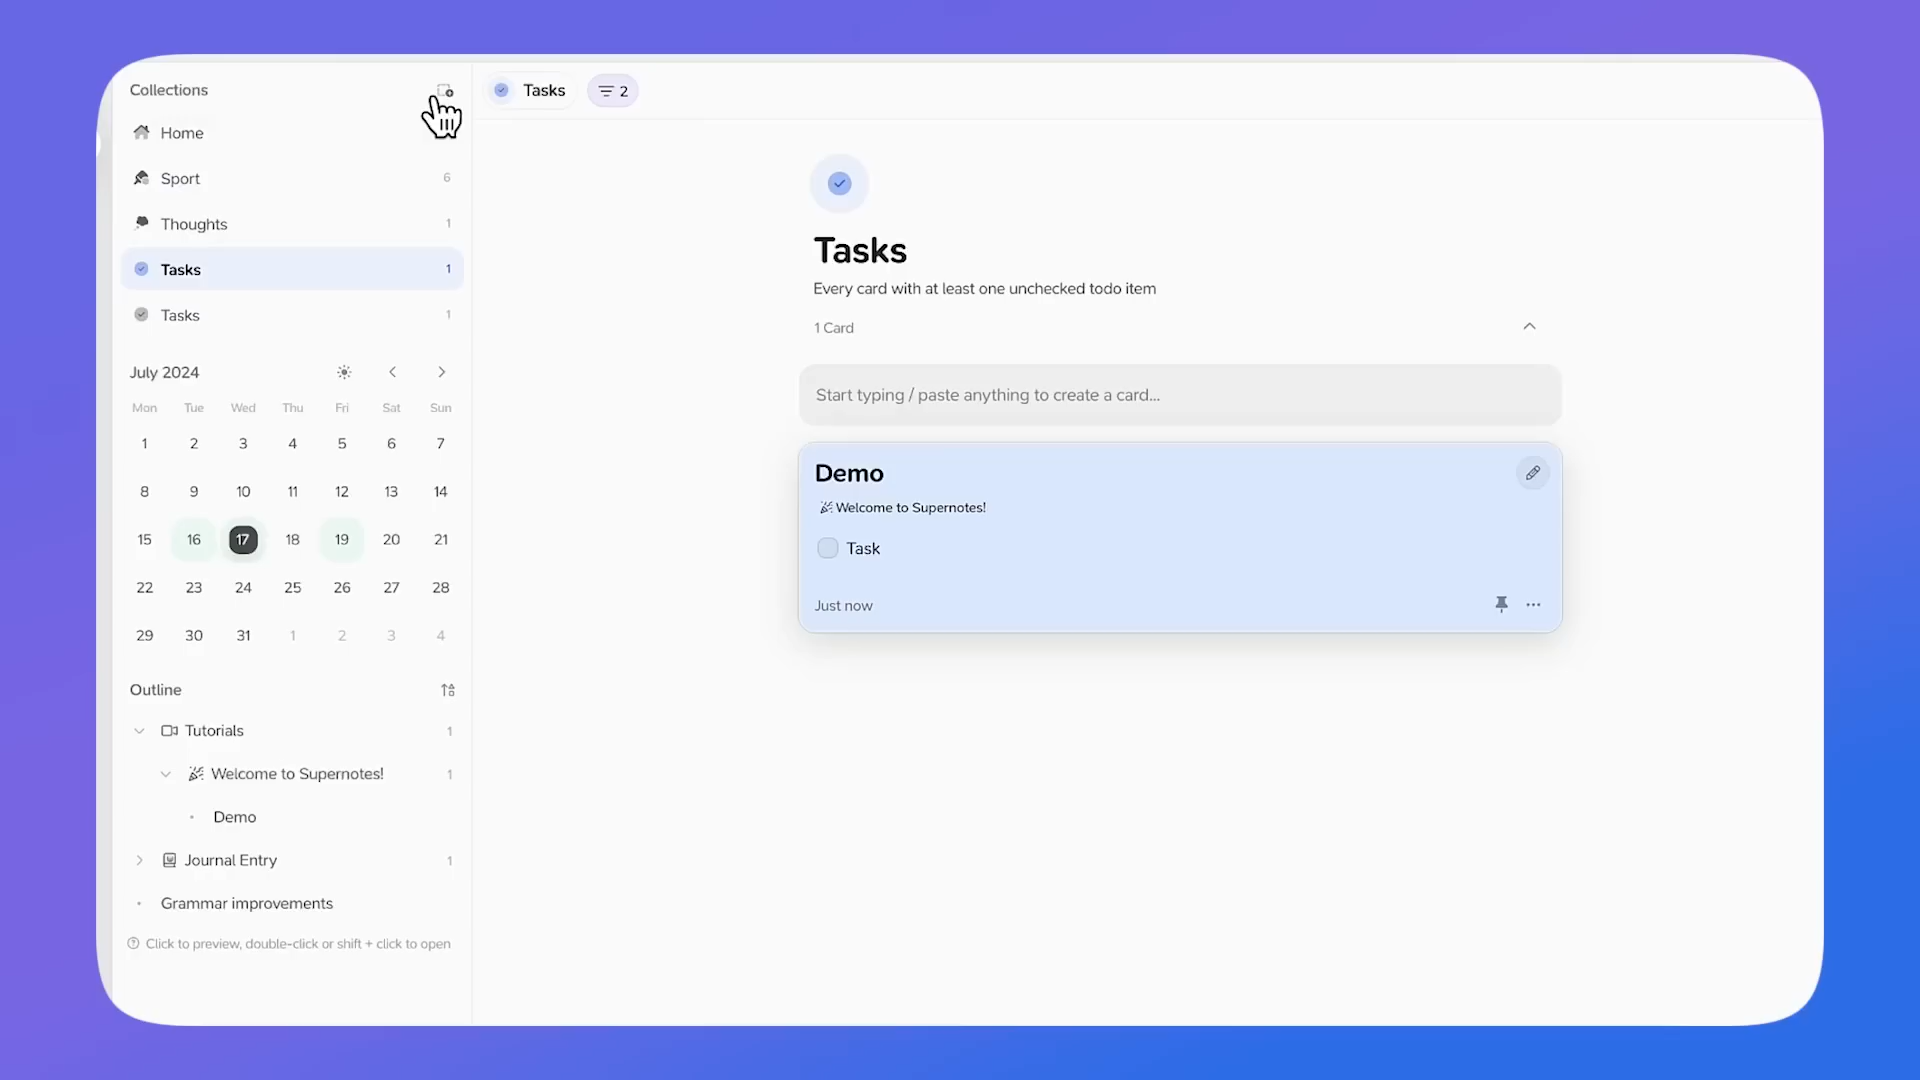 Collections
Home
Sport 6
Thoughts 1
Tasks 1
Tasks 1
July 2024
Mon Tue Wed Thu Fri Sat Sun
1 2 3 4 5 6 7
8 9 10 11 12 13 14
15 16 17 18 19 20 21
22 23 24 25 26 27 28
29 30 31 1 2 3 4
Outline
Tutorials 1
Welcome to Supernotes! 1
Demo
Journal Entry 1
Grammar improvements
Click to preview, double-click or shift + click to open
Tasks 2
Tasks
Every card with at least one unchecked todo item
1 Card
Start typing / paste anything to create a card...
Demo
Welcome to Supernotes!
Task
Just now